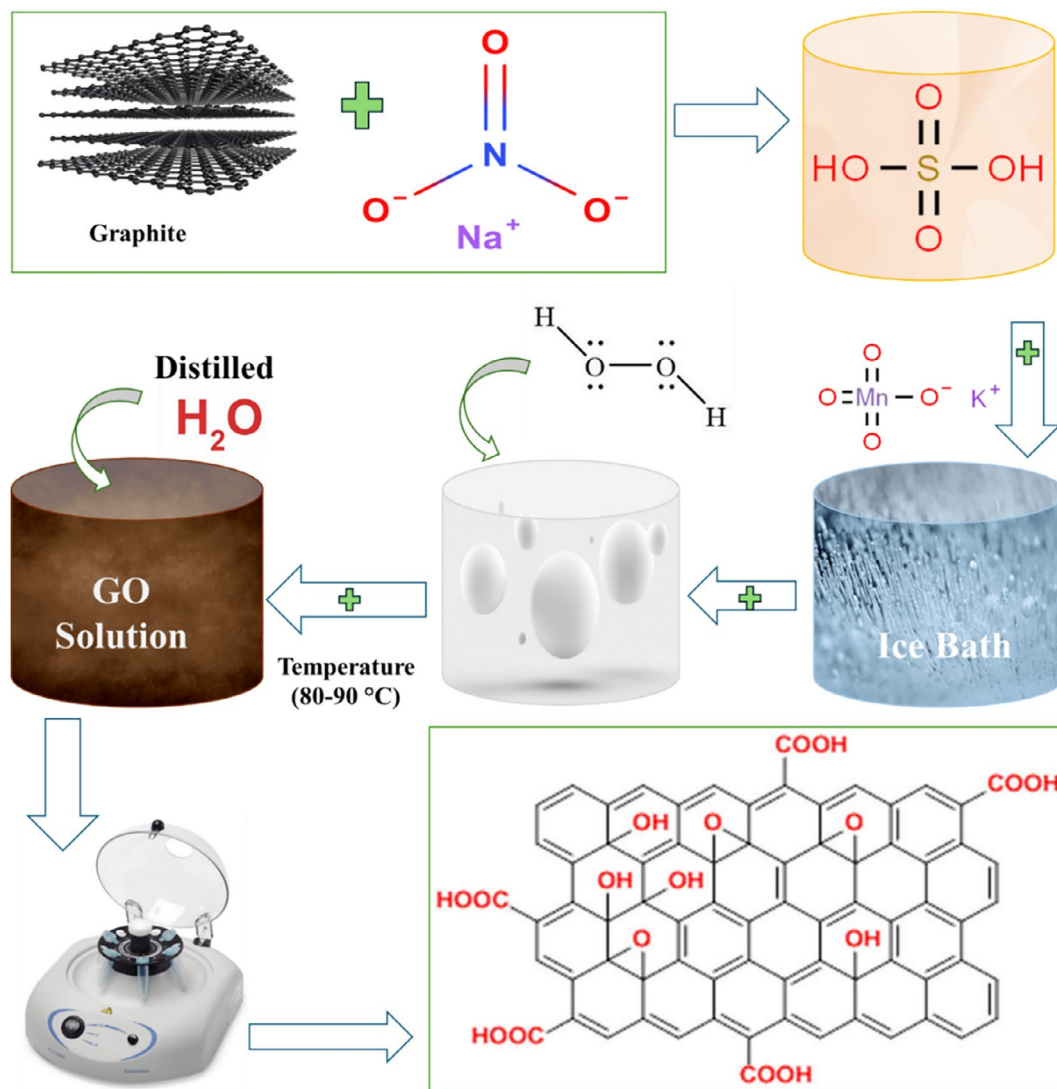 Graphite
O
N
O⁻
O⁻
Na⁺
O
HO
S
OH
O
H
O
O
H
Distilled
H₂O
O
O
Mn
O⁻
K⁺
O
GO
Solution
Temperature
(80-90 °C)
Ice Bath
COOH
COOH
OH
O
O
OH
OH
HOOC
O
OH
HOOC
COOH